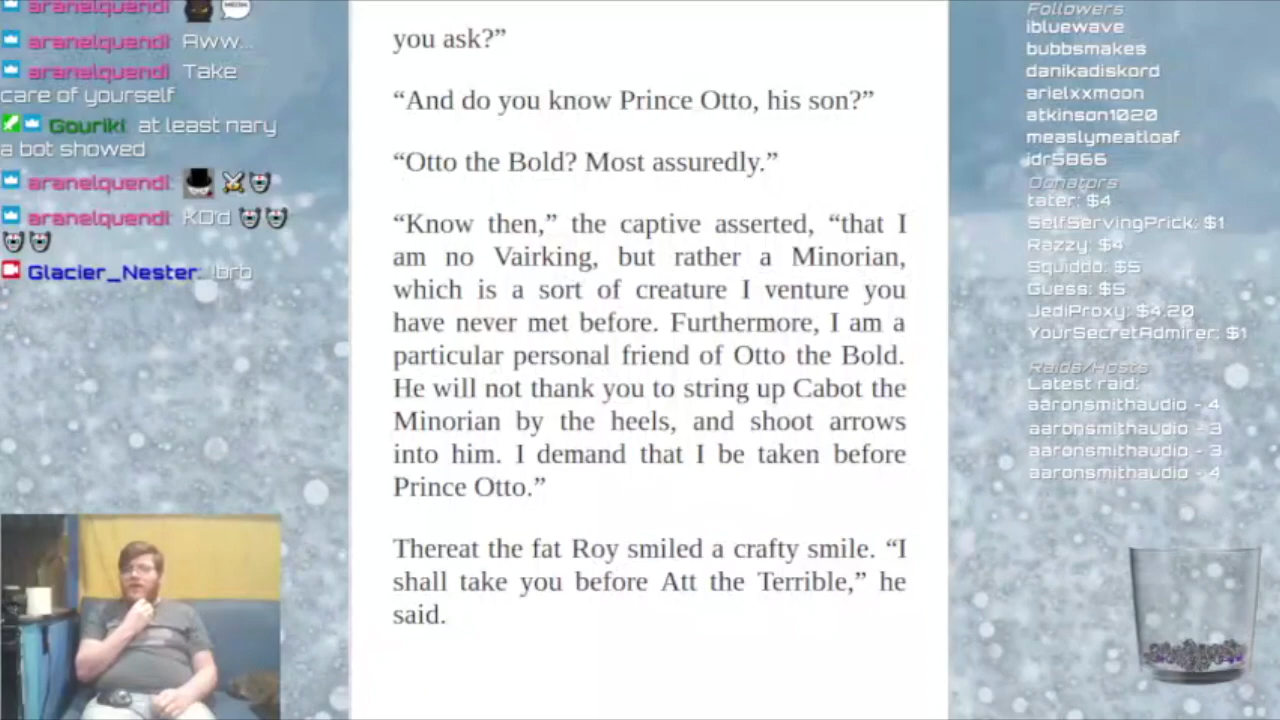 aranelquendi
aranelquendi Aww...
aranelquendi Take
care of yourself
Gouriki at least nary
a bot showed
aranelquendi:
aranelquendi: KO'd
Glacier_Nester: !brb
you ask?”
“And do you know Prince Otto, his son?”
“Otto the Bold? Most assuredly.”
“Know then,” the captive asserted, “that I
am no Vairking, but rather a Minorian,
which is a sort of creature I venture you
have never met before. Furthermore, I am a
particular personal friend of Otto the Bold.
He will not thank you to string up Cabot the
Minorian by the heels, and shoot arrows
into him. I demand that I be taken before
Prince Otto.”
Thereat the fat Roy smiled a crafty smile. “I
shall take you before Att the Terrible,” he
said.
Followers
ibluewave
bubbsmakes
danikadiskord
arielxxmoon
atkinson1020
measlymeatloaf
idr5866
Donators
tater: $4
SelfServingPrick: $1
Razzy: $4
Squiddo: $5
Guess: $5
JediProxy: $4.20
YourSecretAdmirer: $1
Raids/Hosts
Latest raid:
aaronsmithaudio - 4
aaronsmithaudio - 3
aaronsmithaudio - 3
aaronsmithaudio - 4